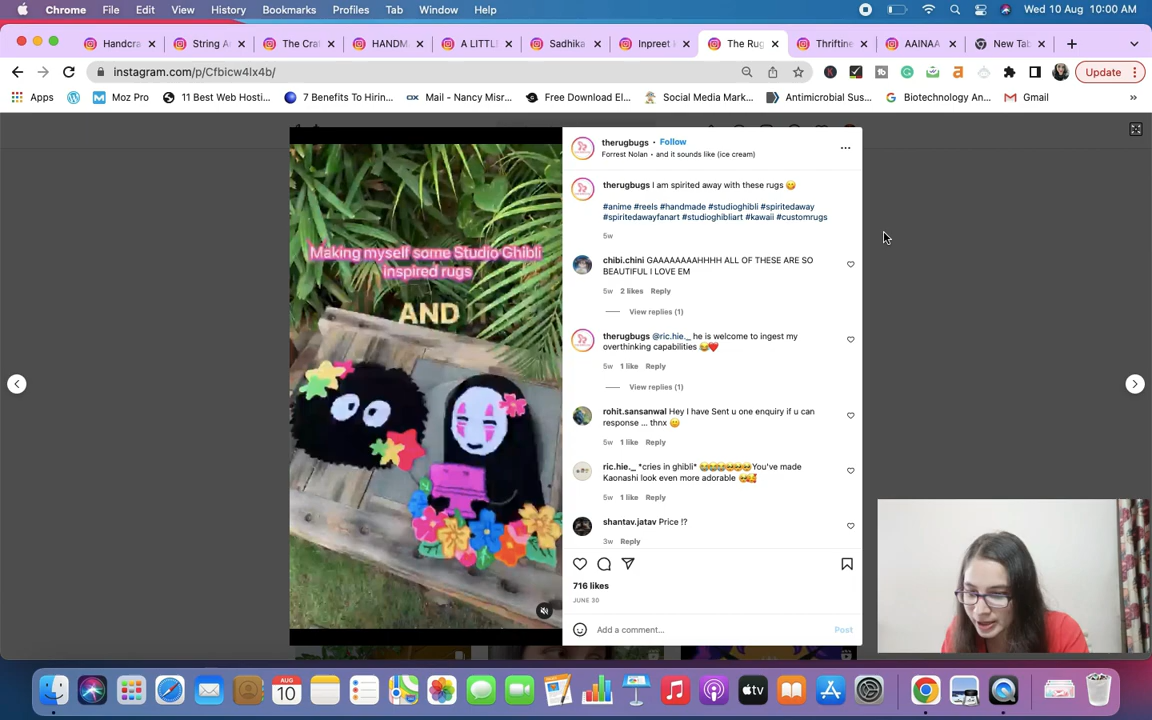 Chrome File Edit View History Bookmarks Profiles Tab Window Help Wed 10 Aug 10:00 AM
Handcra String A The Cra HANDM A LITTL Sadhika Inpreet The Rug Thriftine AAINAA New Tab
instagram.com/p/Cfbicw4lx4b/ Update
Apps Moz Pro 11 Best Web Hosti... 7 Benefits To Hirin... Mail - Nancy Misr... Free Download El... Social Media Mark... Antimicrobial Sus... Biotechnology An... Gmail
Making myself some Studio Ghibli
inspired rugs
AND IT
therugbugs • Follow
Forrest Nolan • and it sounds like (ice cream)
therugbugs I am spirited away with these rugs 😋
#anime #reels #handmade #studioghibli #spiritedaway
#spiritedawayfanart #studioghibliart #kawaii #customrugs
5w
chibi.chini GAAAAAAAAHHHH ALL OF THESE ARE SO
BEAUTIFUL I LOVE EM
5w 2 likes Reply
View replies (1)
therugbugs @ric.hie._ he is welcome to ingest my
overthinking capabilities 😂❤️
5w 1 like Reply
View replies (1)
rohit.sansanwal Hey I have Sent u one enquiry if u can
response ... thnx 🙂
5w 1 like Reply
ric.hie._ *cries in ghibli* 😭😭😭🥺🥺🥺You've made
Kaonashi look even more adorable 🥺🥰
5w 1 like Reply
shantav.jatav Price !?
3w Reply
716 likes
JUNE 30
Add a comment... Post
AUG
10
tv